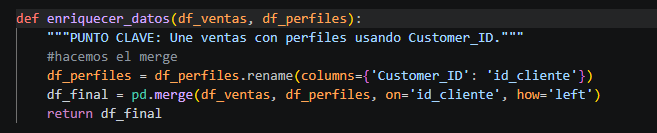 def enriquecer_datos(df_ventas, df_perfiles):
    """PUNTO CLAVE: Une ventas con perfiles usando Customer_ID."""
    #hacemos el merge
    df_perfiles = df_perfiles.rename(columns={'Customer_ID': 'id_cliente'})
    df_final = pd.merge(df_ventas, df_perfiles, on='id_cliente', how='left')
    return df_final